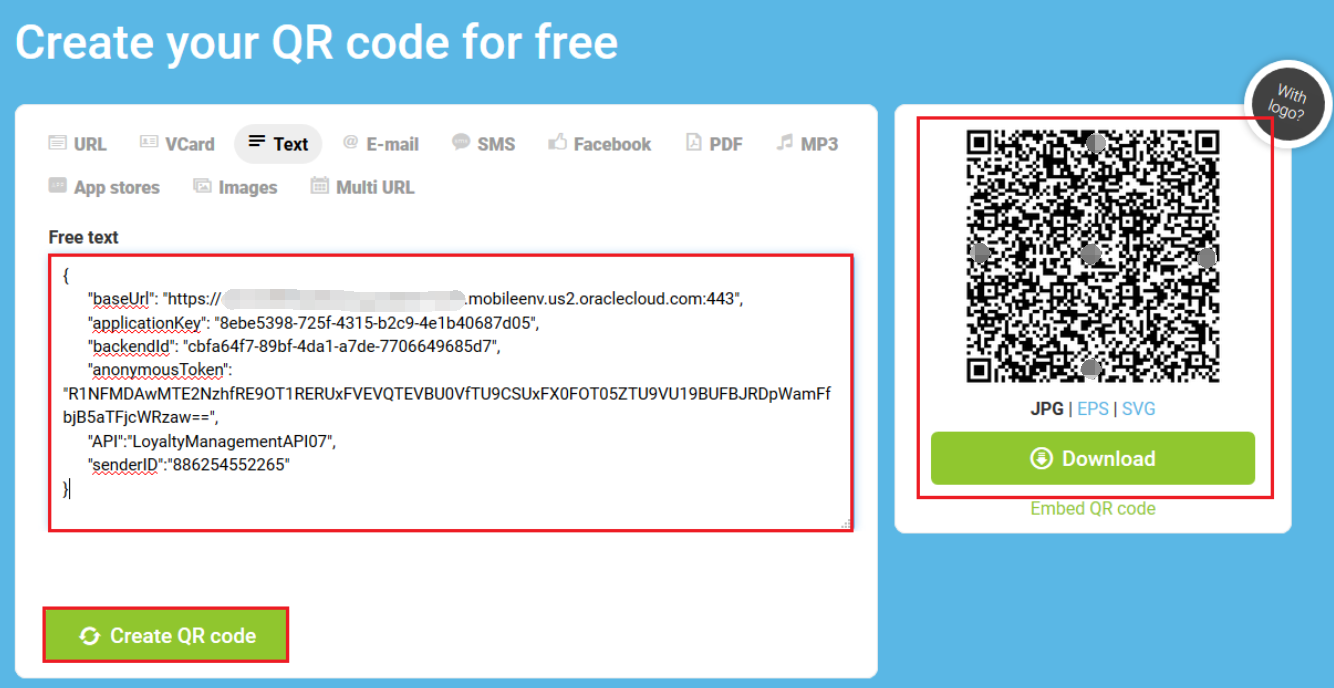 Create your QR code for free
With
logo?
URL VCard Text E-mail SMS Facebook PDF MP3
App stores Images Multi URL
Free text
{
"baseUrl": "https:// .mobileenv.us2.oraclecloud.com:443",
"applicationKey": "8ebe5398-725f-4315-b2c9-4e1b40687d05",
"backendId": "cbfa64f7-89bf-4da1-a7de-7706649685d7",
"anonymousToken":
"R1NFMDAwMTE2NzhfRE9OT1RERUxFVEVQTEVBU0VfTU9CSUxFX0FOT05ZTU9VU19BUFBJRDpWamFf
bjB5aTFjcWRzaw==",
"API":"LoyaltyManagementAPI07",
"senderID":"886254552265"
}
JPG | EPS | SVG
Download
Embed QR code
Create QR code